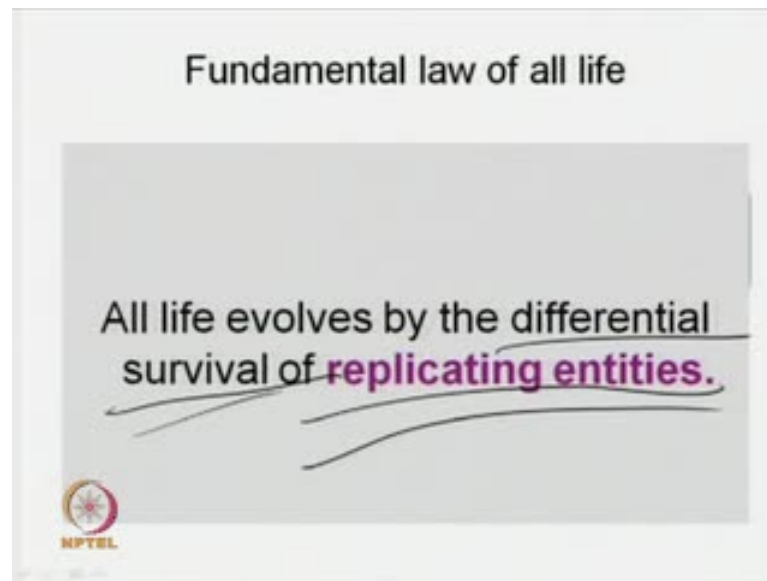 Fundamental law of all life
All life evolves by the differential
survival of replicating entities.
NPTEL